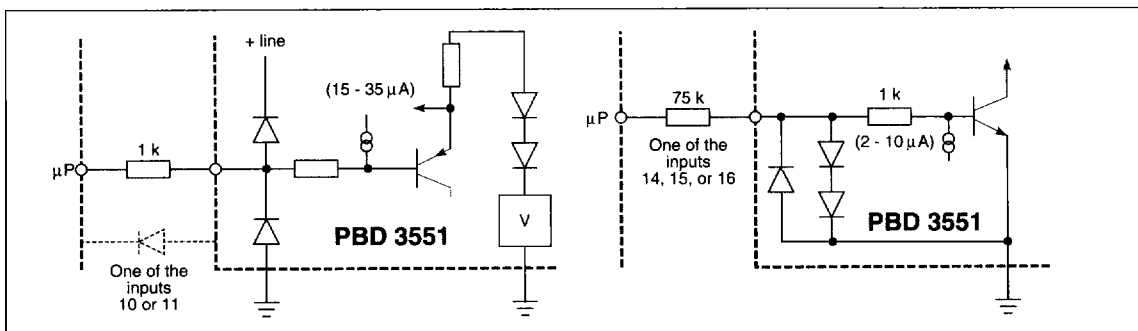 + line
(15 - 35 µA)
µP
1 k
V
PBD 3551
One of the
inputs
10 or 11
µP
75 k
One of the
inputs
14, 15, or 16
1 k
(2 - 10 µA)
PBD 3551